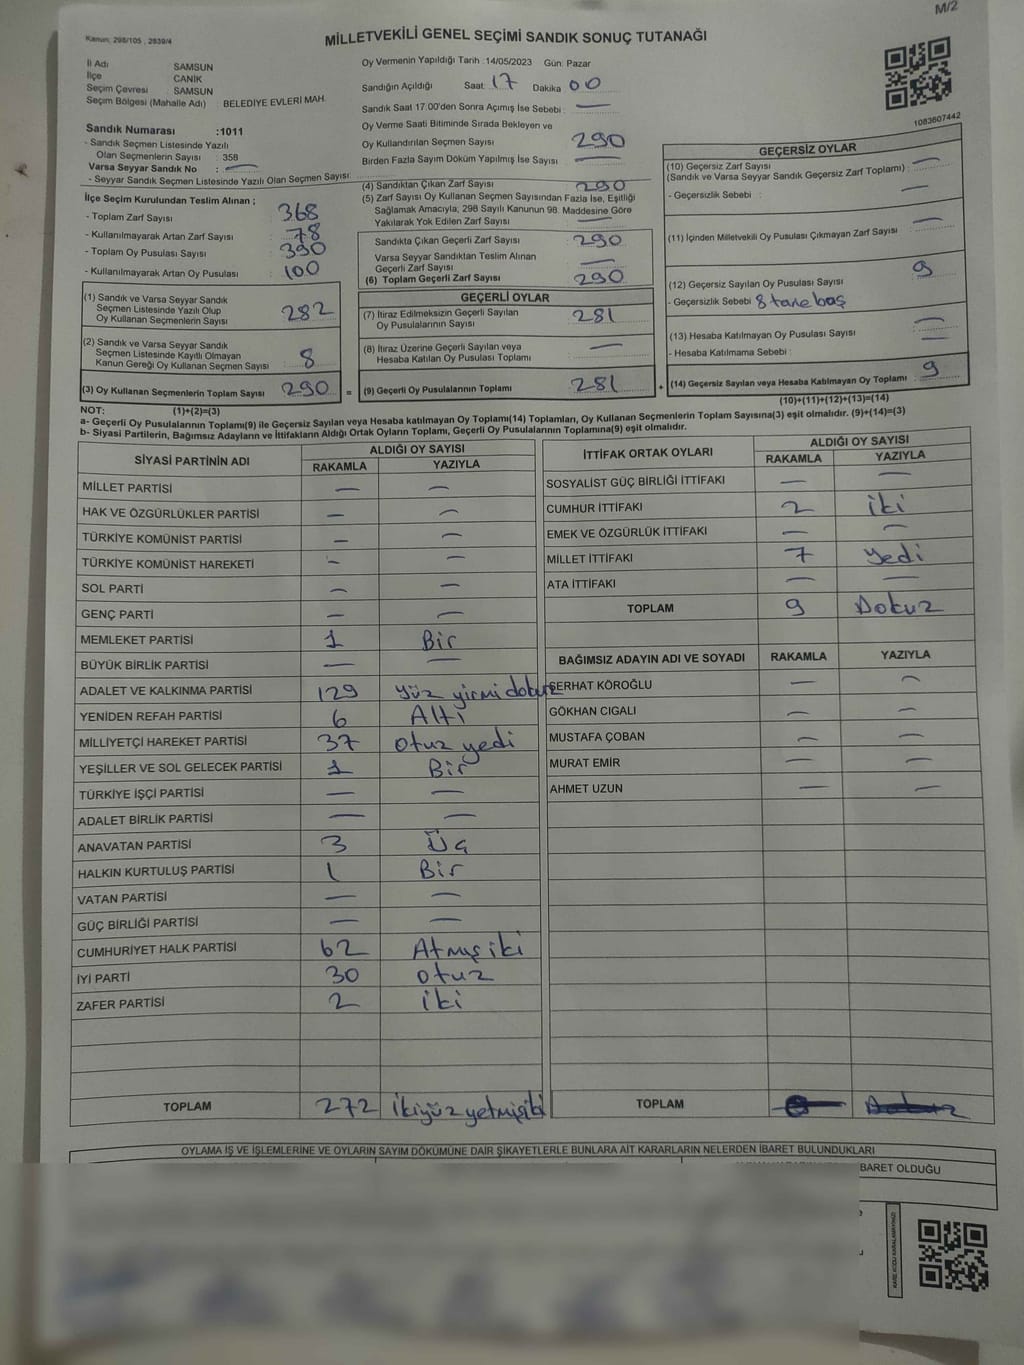 M/2
Kanun: 298/105 , 2839/4
MİLLETVEKİLİ GENEL SEÇİMİ SANDIK SONUÇ TUTANAĞI
İl Adı SAMSUN
İlçe CANİK
Seçim Çevresi : SAMSUN
Seçim Bölgesi (Mahalle Adı) : BELEDİYE EVLERİ MAH.
Sandık Numarası :1011
- Sandık Seçmen Listesinde Yazılı
Olan Seçmenlerin Sayısı : 358
Varsa Seyyar Sandık No : —
- Seyyar Sandık Seçmen Listesinde Yazılı Olan Seçmen Sayısı
Oy Vermenin Yapıldığı Tarih :14/05/2023 Gün: Pazar
Sandığın Açıldığı Saat: 17 Dakika 00
Sandık Saat 17.00'den Sonra Açımış İse Sebebi : —
Oy Verme Saati Bitiminde Sırada Bekleyen ve
Oy Kullandırılan Seçmen Sayısı 290
Birden Fazla Sayım Döküm Yapılmış İse Sayısı —
1083607442
İlçe Seçim Kurulundan Teslim Alınan ;
- Toplam Zarf Sayısı 368
- Kullanılmayarak Artan Zarf Sayısı 78
- Toplam Oy Pusulası Sayısı 390
- Kullanılmayarak Artan Oy Pusulası 100
(1) Sandık ve Varsa Seyyar Sandık
Seçmen Listesinde Yazılı Olup
Oy Kullanan Seçmenlerin Sayısı 282
(2) Sandık ve Varsa Seyyar Sandık
Seçmen Listesinde Kayıtlı Olmayan
Kanun Gereği Oy Kullanan Seçmen Sayısı 8
(3) Oy Kullanan Seçmenlerin Toplam Sayısı 290 =
(4) Sandıktan Çıkan Zarf Sayısı 290
(5) Zarf Sayısı Oy Kullanan Seçmen Sayısından Fazla İse, Eşitliği
Sağlamak Amacıyla; 298 Sayılı Kanunun 98. Maddesine Göre
Yakılarak Yok Edilen Zarf Sayısı —
Sandıkta Çıkan Geçerli Zarf Sayısı 290
Varsa Seyyar Sandıktan Teslim Alınan
Geçerli Zarf Sayısı —
(6) Toplam Geçerli Zarf Sayısı 290
GEÇERLİ OYLAR
(7) İtiraz Edilmeksizin Geçerli Sayılan
Oy Pusulalarının Sayısı 281
(8) İtiraz Üzerine Geçerli Sayılan veya
Hesaba Katılan Oy Pusulası Toplamı —
(9) Geçerli Oy Pusulalarının Toplamı 281 +
GEÇERSİZ OYLAR
(10) Geçersiz Zarf Sayısı
(Sandık ve Varsa Seyyar Sandık Geçersiz Zarf Toplamı) : —
- Geçersizlik Sebebi : —
(11) İçinden Milletvekili Oy Pusulası Çıkmayan Zarf Sayısı —
(12) Geçersiz Sayılan Oy Pusulası Sayısı 9
- Geçersizlik Sebebi 8 tane baş
(13) Hesaba Katılmayan Oy Pusulası Sayısı —
- Hesaba Katılmama Sebebi : —
(14) Geçersiz Sayılan veya Hesaba Katılmayan Oy Toplamı : 9
(10)+(11)+(12)+(13)=(14)
NOT: (1)+(2)=(3)
a- Geçerli Oy Pusulalarının Toplamı(9) ile Geçersiz Sayılan veya Hesaba katılmayan Oy Toplamı(14) Toplamları, Oy Kullanan Seçmenlerin Toplam Sayısına(3) eşit olmalıdır. (9)+(14)=(3)
b- Siyasi Partilerin, Bağımsız Adayların ve İttifakların Aldığı Ortak Oyların Toplamı, Geçerli Oy Pusulalarının Toplamına(9) eşit olmalıdır.
SİYASİ PARTİNİN ADI ALDIĞI OY SAYISI
RAKAMLA YAZIYLA
MİLLET PARTİSİ — —
HAK VE ÖZGÜRLÜKLER PARTİSİ — —
TÜRKİYE KOMÜNİST PARTİSİ — —
TÜRKİYE KOMÜNİST HAREKETİ — —
SOL PARTİ — —
GENÇ PARTİ — —
MEMLEKET PARTİSİ 1 Bir
BÜYÜK BİRLİK PARTİSİ — —
ADALET VE KALKINMA PARTİSİ 129 yüz yirmi dokuz
YENİDEN REFAH PARTİSİ 6 Altı
MİLLİYETÇİ HAREKET PARTİSİ 37 otuz yedi
YEŞİLLER VE SOL GELECEK PARTİSİ 1 Bir
TÜRKİYE İŞÇİ PARTİSİ — —
ADALET BİRLİK PARTİSİ — —
ANAVATAN PARTİSİ 3 Üç
HALKIN KURTULUŞ PARTİSİ 1 Bir
VATAN PARTİSİ — —
GÜÇ BİRLİĞİ PARTİSİ — —
CUMHURİYET HALK PARTİSİ 62 Atmış iki
İYİ PARTİ 30 otuz
ZAFER PARTİSİ 2 iki
TOPLAM 272 ikiyüz yetmişiki
İTTİFAK ORTAK OYLARI ALDIĞI OY SAYISI
RAKAMLA YAZIYLA
SOSYALİST GÜÇ BİRLİĞİ İTTİFAKI — —
CUMHUR İTTİFAKI 2 iki
EMEK VE ÖZGÜRLÜK İTTİFAKI — —
MİLLET İTTİFAKI 7 yedi
ATA İTTİFAKI — —
TOPLAM 9 Dokuz
BAĞIMSIZ ADAYIN ADI VE SOYADI RAKAMLA YAZIYLA
SERHAT KÖROĞLU — —
GÖKHAN CIGALI — —
MUSTAFA ÇOBAN — —
MURAT EMİR — —
AHMET UZUN — —
TOPLAM
OYLAMA İŞ VE İŞLEMLERİNE VE OYLARIN SAYIM DÖKÜMÜNE DAİR ŞİKAYETLERLE BUNLARA AİT KARARLARIN NELERDEN İBARET BULUNDUKLARI
BARET OLDUĞU